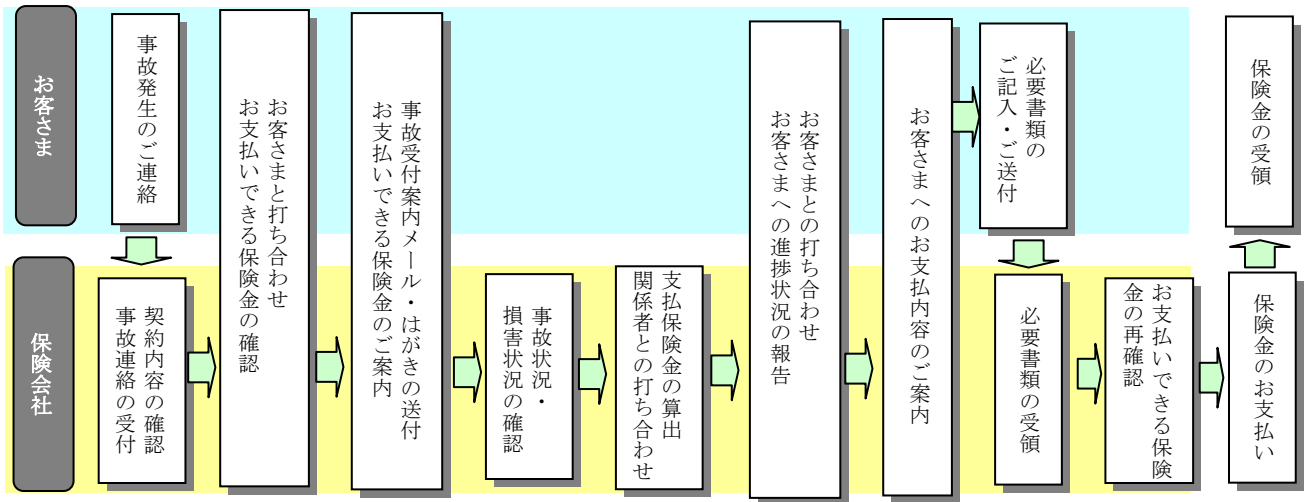 お客さま
事故発生のご連絡
保険会社
契約内容の確認
事故連絡の受付
お客さまと打ち合わせ
お支払いできる保険金の確認
事故受付案内メール・はがきの送付
お支払いできる保険金のご案内
事故状況・
損害状況の確認
支払保険金の算出
関係者との打ち合わせ
お客さまとの打ち合わせ
お客さまへの進捗状況の報告
お客さまへのお支払内容のご案内
必要書類の
ご記入・ご送付
必要書類の受領
お支払いできる保険
金の再確認
保険金のお支払い
保険金の受領